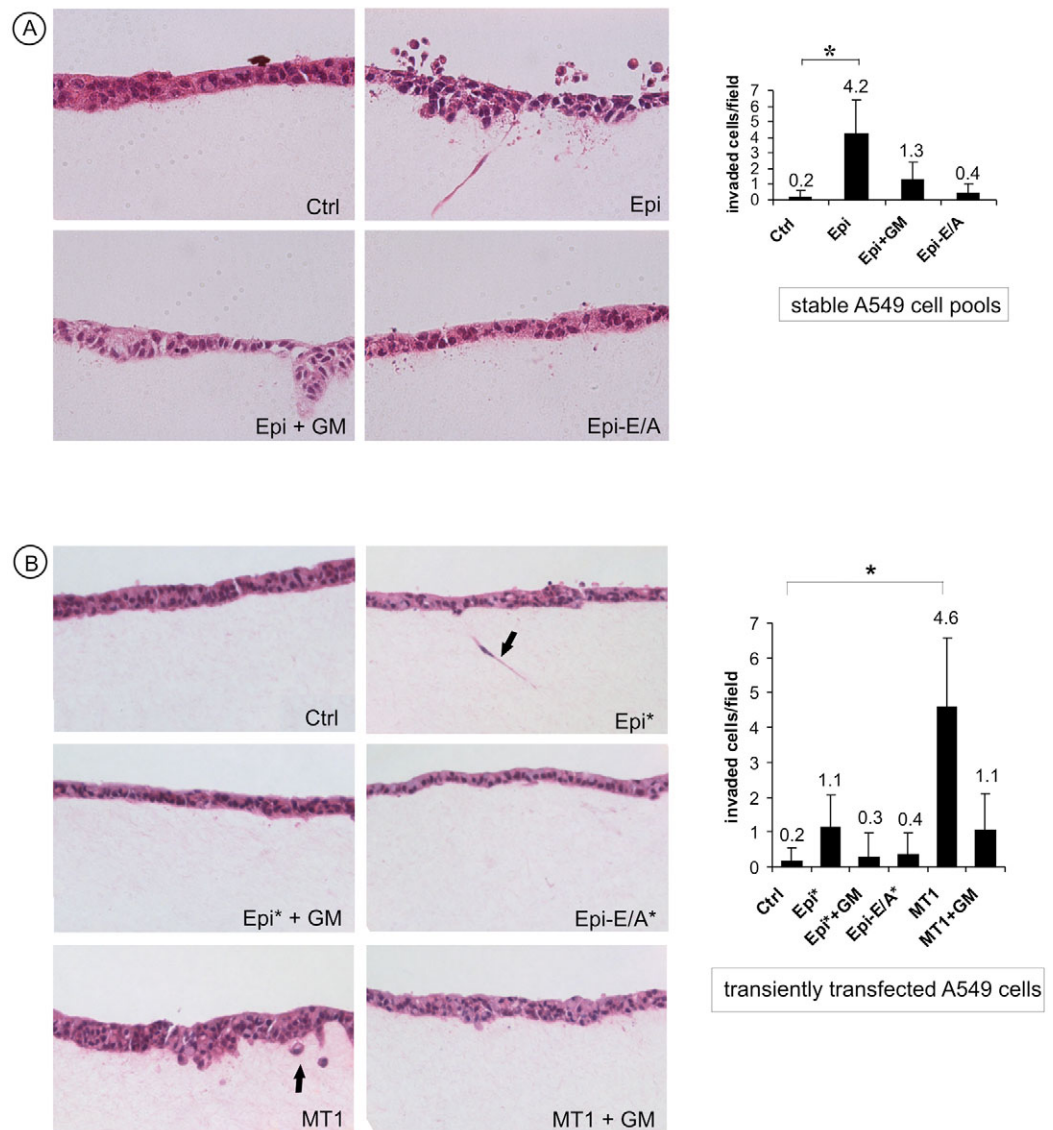 A
Ctrl
Epi
Epi + GM
Epi-E/A
*
invaded cells/field
7
6
5
4
3
2
1
0
0.2
4.2
1.3
0.4
Ctrl
Epi
Epi+GM
Epi-E/A
stable A549 cell pools
B
Ctrl
Epi*
Epi* + GM
Epi-E/A*
MT1
MT1 + GM
*
invaded cells/field
7
6
5
4
3
2
1
0
0.2
1.1
0.3
0.4
4.6
1.1
Ctrl
Epi*
Epi*+GM
Epi-E/A*
MT1
MT1+GM
transiently transfected A549 cells